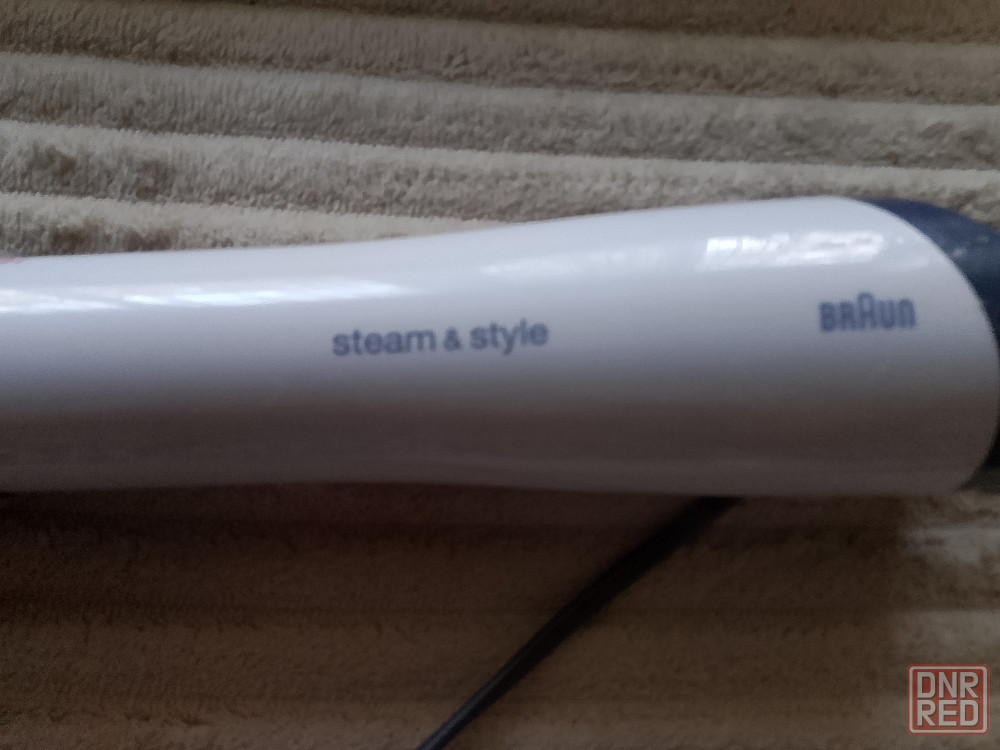 steam & style
BRAUN
DNR
RED